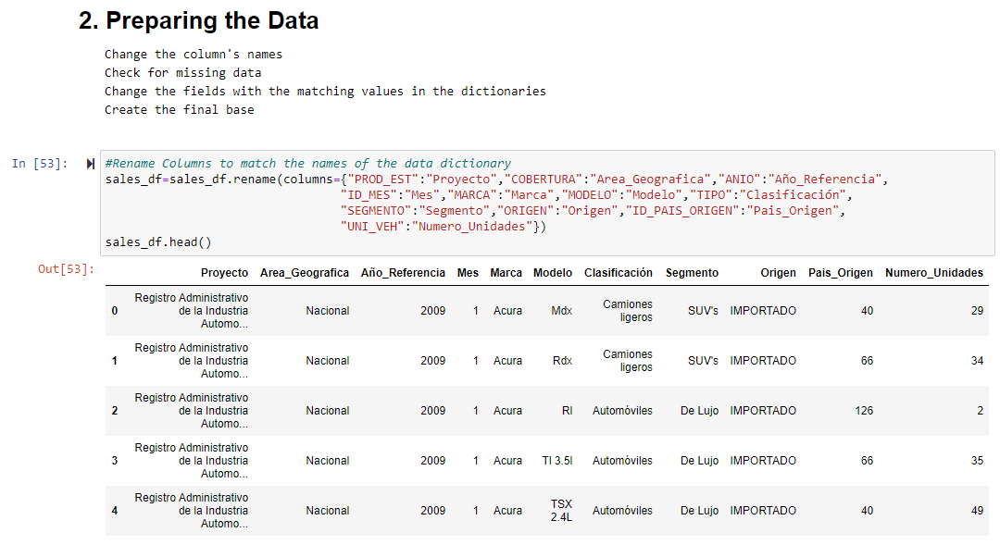 2. Preparing the Data
Change the column's names
Check for missing data
Change the fields with the matching values in the dictionaries
Create the final base
In [53]:
#Rename Columns to match the names of the data dictionary
sales_df=sales_df.rename(columns={"PROD_EST":"Proyecto","COBERTURA":"Area_Geografica","ANIO":"Año_Referencia",
"ID_MES":"Mes","MARCA":"Marca","MODELO":"Modelo","TIPO":"Clasificación",
"SEGMENTO":"Segmento","ORIGEN":"Origen","ID_PAIS_ORIGEN":"Pais_Origen",
"UNI_VEH":"Numero_Unidades"})
sales_df.head()
Out[53]:
Proyecto Area_Geografica Año_Referencia Mes Marca Modelo Clasificación Segmento Origen Pais_Origen Numero_Unidades
Registro Administrativo
0 de la Industria Nacional 2009 1 Acura Mdx Camiones ligeros SUV's IMPORTADO 40 29
Automo...
Registro Administrativo
1 de la Industria Nacional 2009 1 Acura Rdx Camiones ligeros SUV's IMPORTADO 66 34
Automo...
Registro Administrativo
2 de la Industria Nacional 2009 1 Acura Rl Automóviles De Lujo IMPORTADO 126 2
Automo...
Registro Administrativo
3 de la Industria Nacional 2009 1 Acura Tl 3.5l Automóviles De Lujo IMPORTADO 66 35
Automo...
Registro Administrativo
4 de la Industria Nacional 2009 1 Acura TSX 2.4L Automóviles De Lujo IMPORTADO 40 49
Automo...